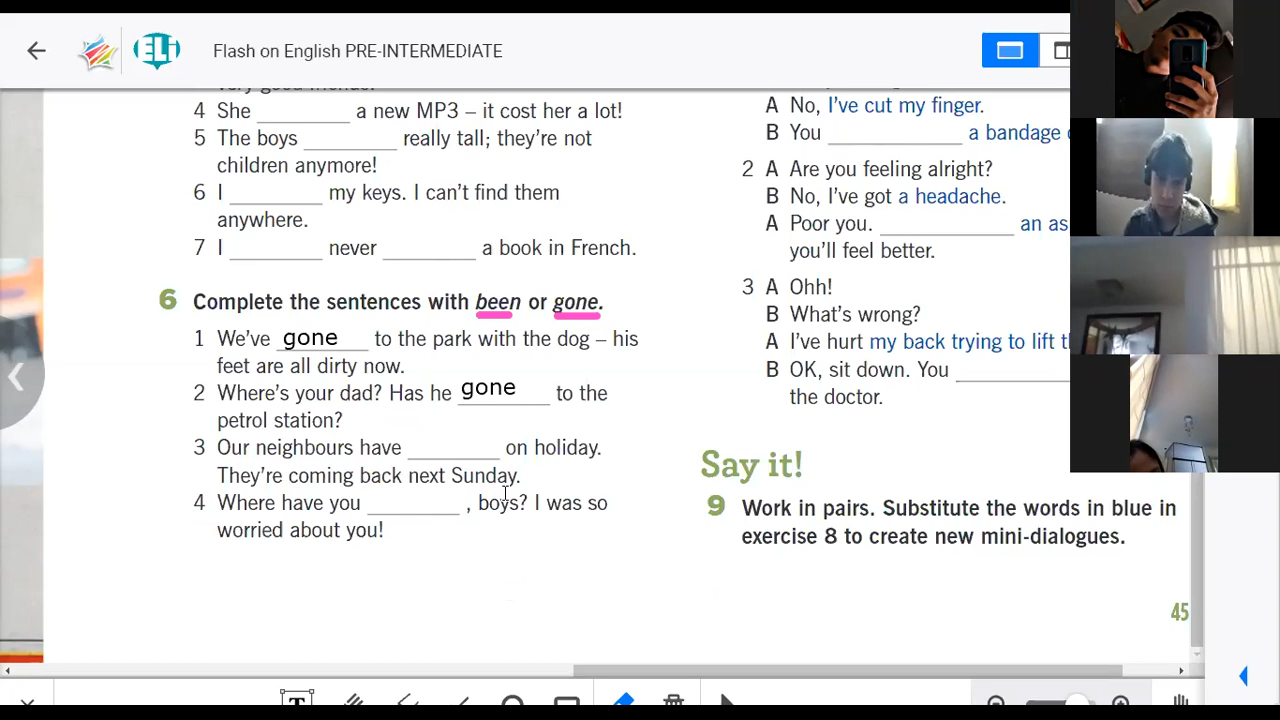 ELi Flash on English PRE-INTERMEDIATE
4 She ________ a new MP3 – it cost her a lot!
5 The boys ________ really tall; they're not
children anymore!
6 I ________ my keys. I can't find them
anywhere.
7 I ________ never ________ a book in French.
6 Complete the sentences with been or gone.
1 We've gone to the park with the dog – his
feet are all dirty now.
2 Where's your dad? Has he gone to the
petrol station?
3 Our neighbours have ________ on holiday.
They're coming back next Sunday.
4 Where have you ________ , boys? I was so
worried about you!
A No, I've cut my finger.
B You ________ a bandage
2 A Are you feeling alright?
B No, I've got a headache.
A Poor you. ________ an as
you'll feel better.
3 A Ohh!
B What's wrong?
A I've hurt my back trying to lift
B OK, sit down. You ________
the doctor.
Say it!
9 Work in pairs. Substitute the words in blue in
exercise 8 to create new mini-dialogues.
45
T